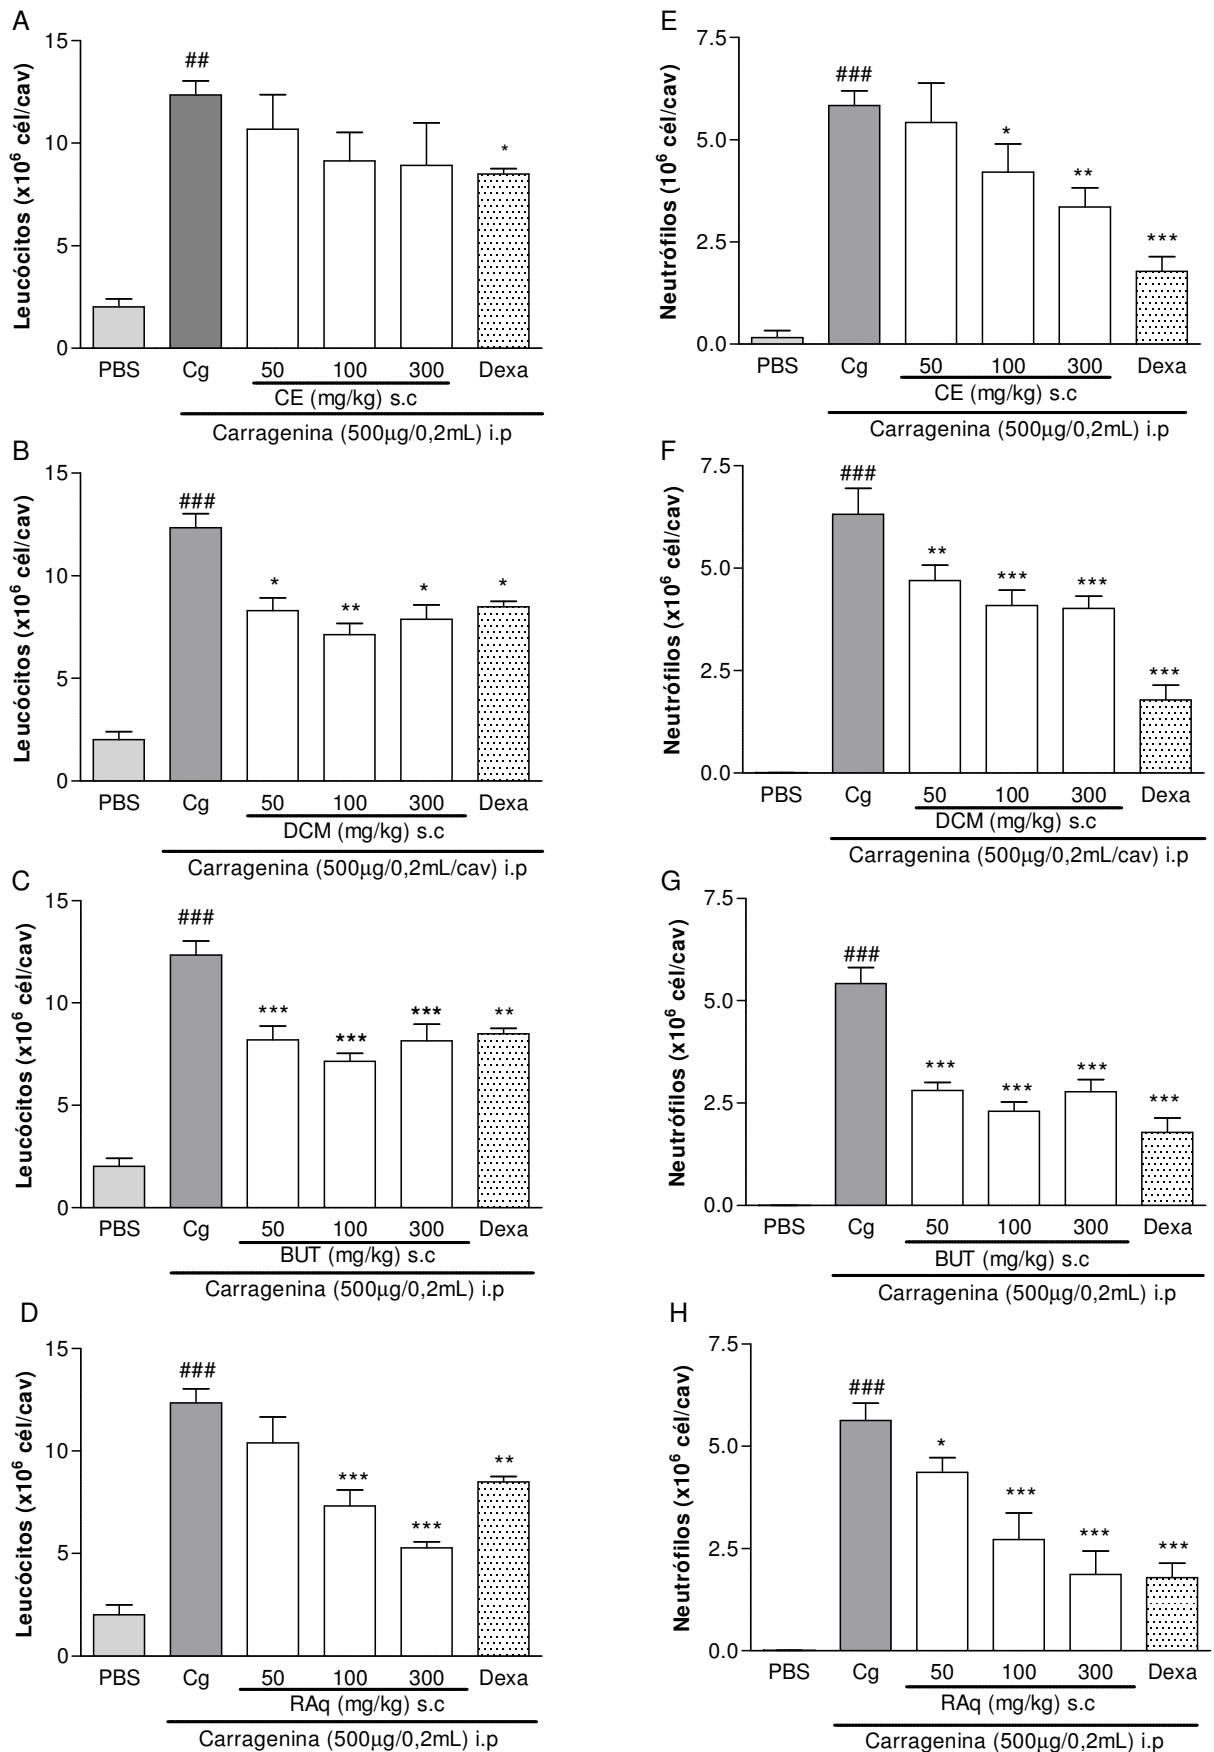 A
Leucócitos (x10⁶ cél/cav)
15
10
5
0
##
*
PBS Cg 50 100 300 Dexa
CE (mg/kg) s.c
Carragenina (500µg/0,2mL) i.p
E
Neutrófilos (10⁶ cél/cav)
7.5
5.0
2.5
0.0
###
*
**
***
PBS Cg 50 100 300 Dexa
CE (mg/kg) s.c
Carragenina (500µg/0,2mL) i.p
B
Leucócitos (x10⁶ cél/cav)
15
10
5
0
###
*
**
*
*
PBS Cg 50 100 300 Dexa
DCM (mg/kg) s.c
Carragenina (500µg/0,2mL/cav) i.p
F
Neutrófilos (x10⁶ cél/cav)
7.5
5.0
2.5
0.0
###
**
***
***
***
PBS Cg 50 100 300 Dexa
DCM (mg/kg) s.c
Carragenina (500µg/0,2mL/cav) i.p
C
Leucócitos (x10⁶ cél/cav)
15
10
5
0
###
***
***
***
**
PBS Cg 50 100 300 Dexa
BUT (mg/kg) s.c
Carragenina (500µg/0,2mL) i.p
G
Neutrófilos (x10⁶ cél/cav)
7.5
5.0
2.5
0.0
###
***
***
***
***
PBS Cg 50 100 300 Dexa
BUT (mg/kg) s.c
Carragenina (500µg/0,2mL) i.p
D
Leucócitos (x10⁶ cél/cav)
15
10
5
0
###
***
***
**
PBS Cg 50 100 300 Dexa
RAq (mg/kg) s.c
Carragenina (500µg/0,2mL) i.p
H
Neutrófilos (x10⁶ cél/cav)
7.5
5.0
2.5
0.0
###
*
***
***
***
PBS Cg 50 100 300 Dexa
RAq (mg/kg) s.c
Carragenina (500µg/0,2mL) i.p